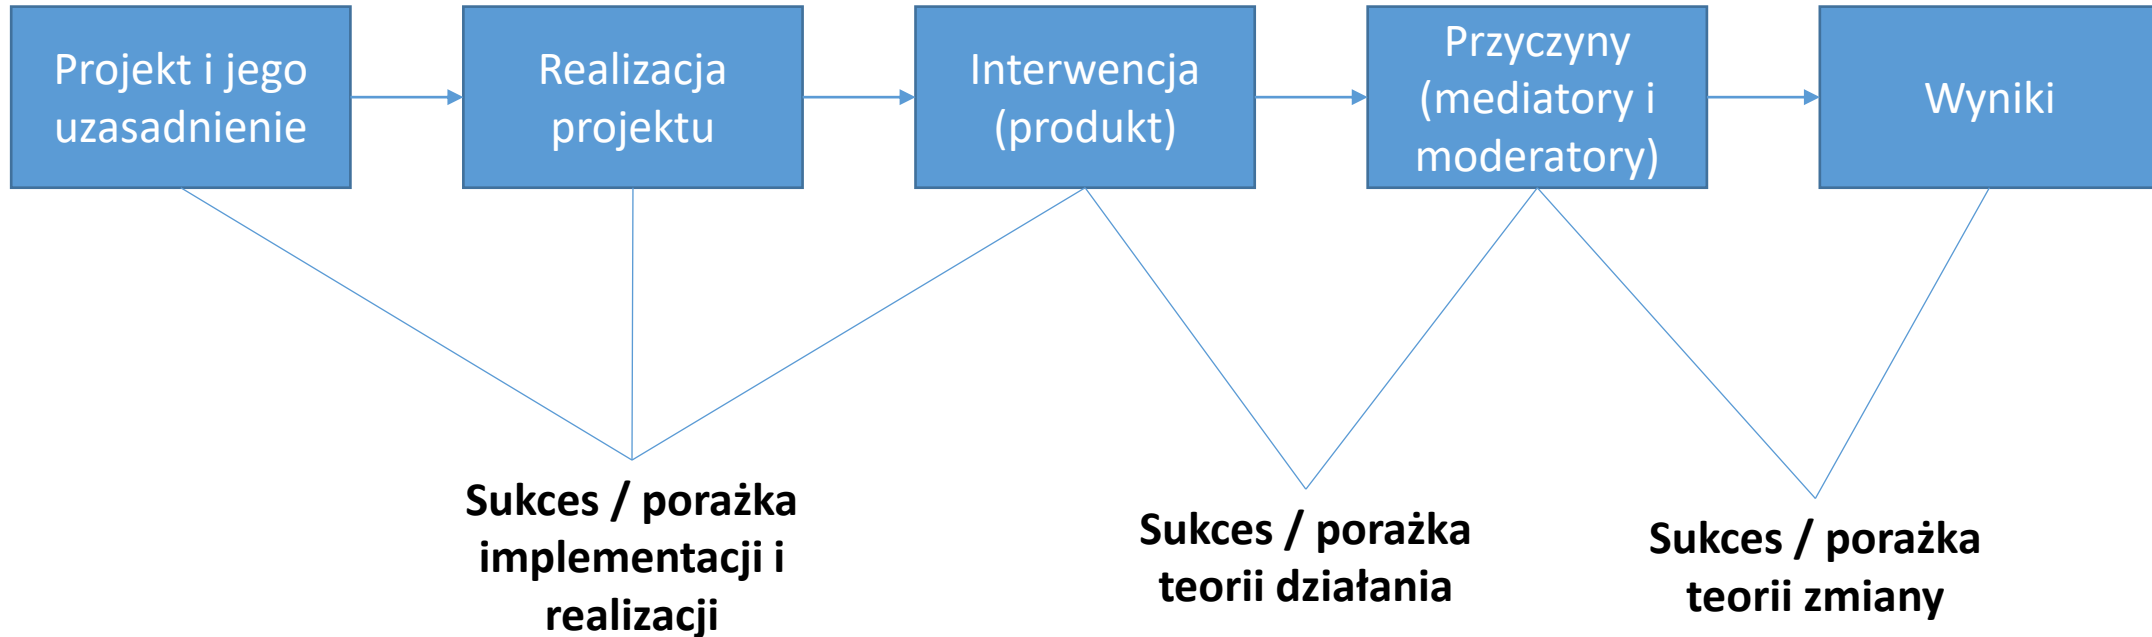 Projekt i jego
uzasadnienie
Realizacja
projektu
Interwencja
(produkt)
Przyczyny
(mediatory i
moderatory)
Wyniki
Sukces / porażka
implementacji i
realizacji
Sukces / porażka
teorii działania
Sukces / porażka
teorii zmiany